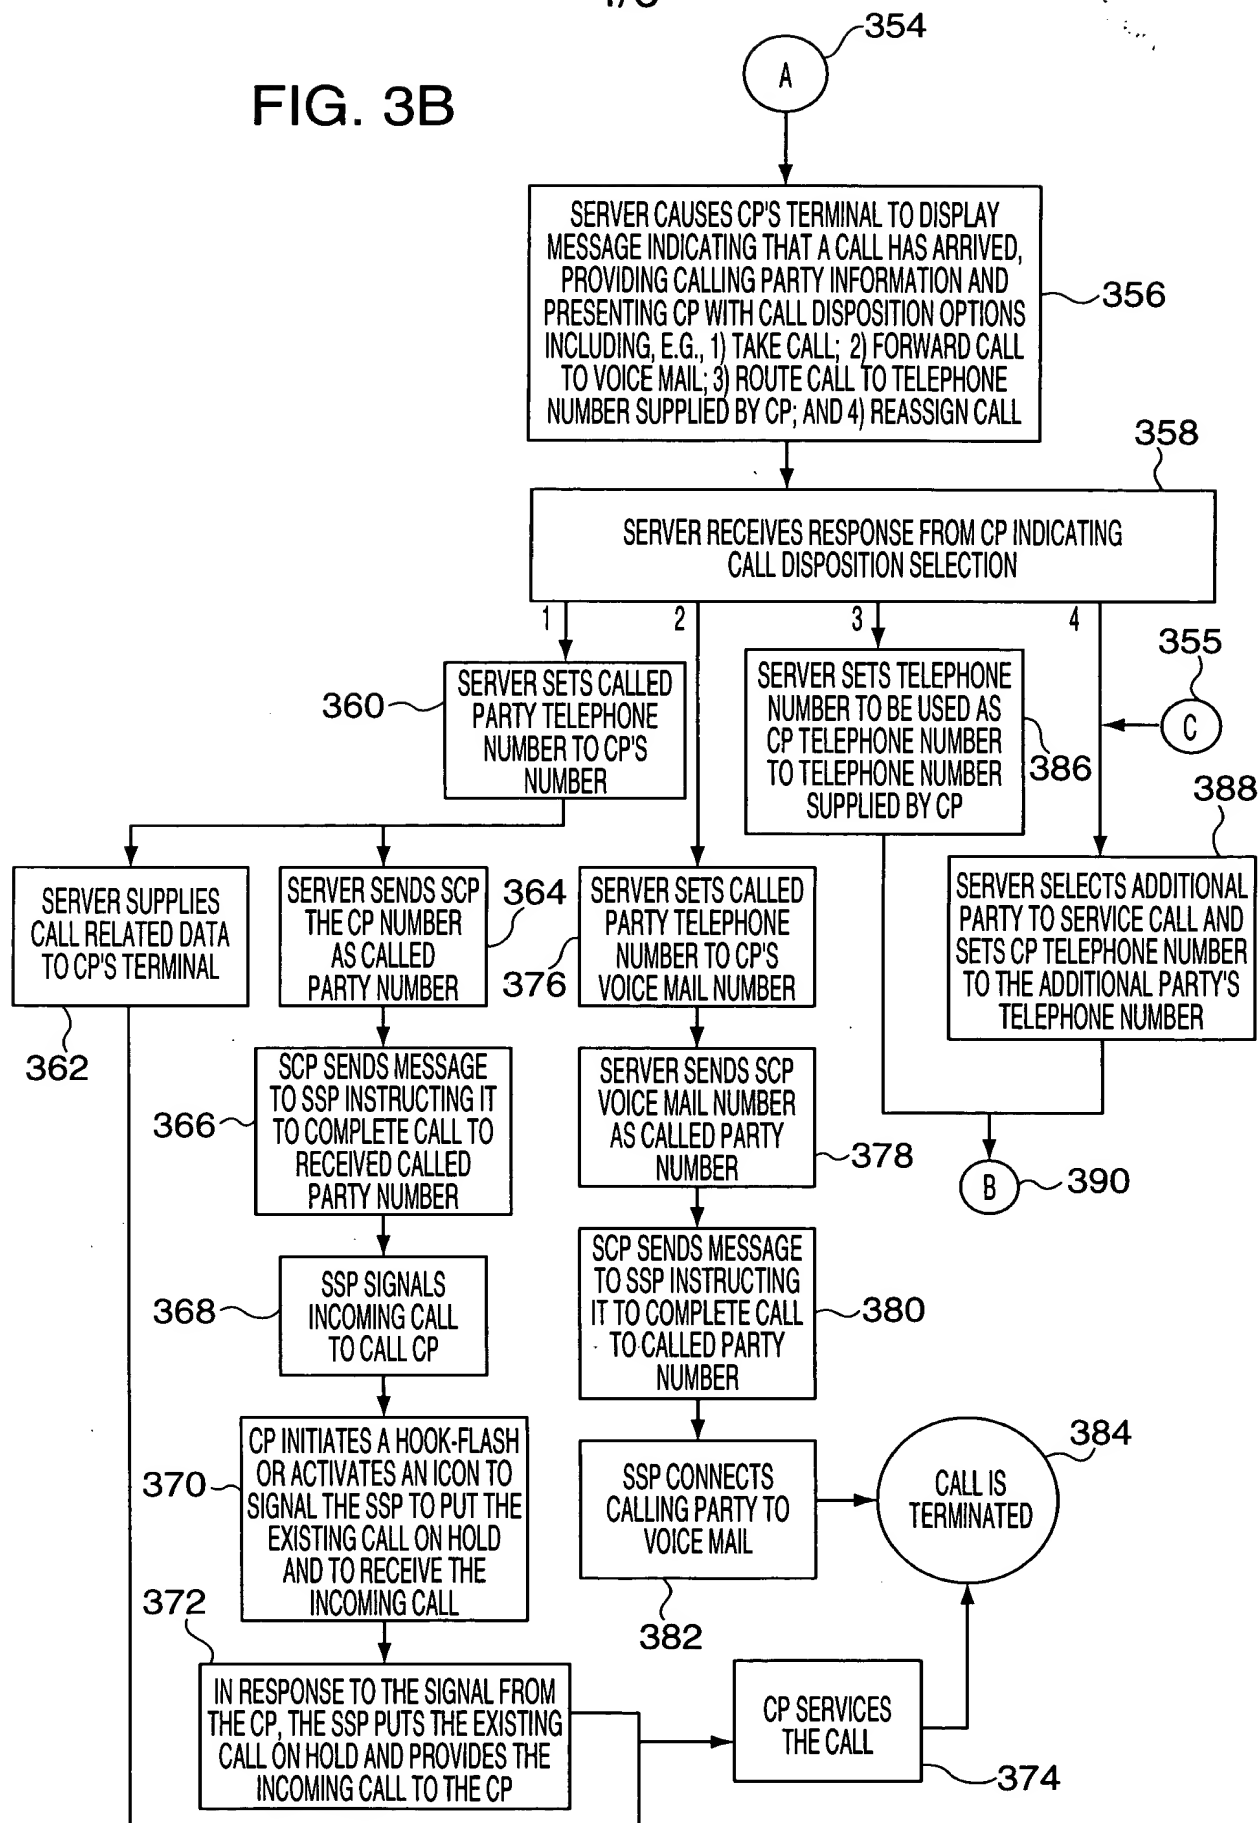 354
A
FIG. 3B
SERVER CAUSES CP'S TERMINAL TO DISPLAY
MESSAGE INDICATING THAT A CALL HAS ARRIVED,
PROVIDING CALLING PARTY INFORMATION AND
PRESENTING CP WITH CALL DISPOSITION OPTIONS
INCLUDING, E.G., 1) TAKE CALL; 2) FORWARD CALL
TO VOICE MAIL; 3) ROUTE CALL TO TELEPHONE
NUMBER SUPPLIED BY CP; AND 4) REASSIGN CALL
356
358
SERVER RECEIVES RESPONSE FROM CP INDICATING
CALL DISPOSITION SELECTION
1
2
3
4
355
C
360
SERVER SETS CALLED
PARTY TELEPHONE
NUMBER TO CP'S
NUMBER
SERVER SETS TELEPHONE
NUMBER TO BE USED AS
CP TELEPHONE NUMBER
TO TELEPHONE NUMBER
SUPPLIED BY CP
386
388
SERVER SUPPLIES
CALL RELATED DATA
TO CP'S TERMINAL
362
SERVER SENDS SCP
THE CP NUMBER
AS CALLED
PARTY NUMBER
364
376
SERVER SETS CALLED
PARTY TELEPHONE
NUMBER TO CP'S
VOICE MAIL NUMBER
SERVER SELECTS ADDITIONAL
PARTY TO SERVICE CALL AND
SETS CP TELEPHONE NUMBER
TO THE ADDITIONAL PARTY'S
TELEPHONE NUMBER
366
SCP SENDS MESSAGE
TO SSP INSTRUCTING IT
TO COMPLETE CALL TO
RECEIVED CALLED
PARTY NUMBER
SERVER SENDS SCP
VOICE MAIL NUMBER
AS CALLED PARTY
NUMBER
378
B
390
368
SSP SIGNALS
INCOMING CALL
TO CALL CP
SCP SENDS MESSAGE
TO SSP INSTRUCTING
IT TO COMPLETE CALL
TO CALLED PARTY
NUMBER
380
370
CP INITIATES A HOOK-FLASH
OR ACTIVATES AN ICON TO
SIGNAL THE SSP TO PUT THE
EXISTING CALL ON HOLD
AND TO RECEIVE THE
INCOMING CALL
SSP CONNECTS
CALLING PARTY TO
VOICE MAIL
382
384
CALL IS
TERMINATED
372
IN RESPONSE TO THE SIGNAL FROM
THE CP, THE SSP PUTS THE EXISTING
CALL ON HOLD AND PROVIDES THE
INCOMING CALL TO THE CP
CP SERVICES
THE CALL
374